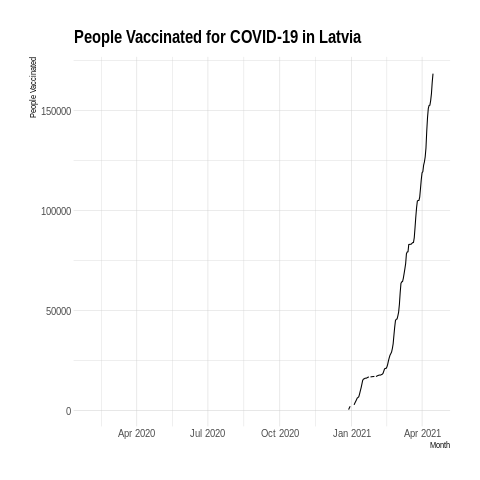 People Vaccinated for COVID-19 in Latvia
People Vaccinated
150000
100000
50000
0
Apr 2020 Jul 2020 Oct 2020 Jan 2021 Apr 2021
Month